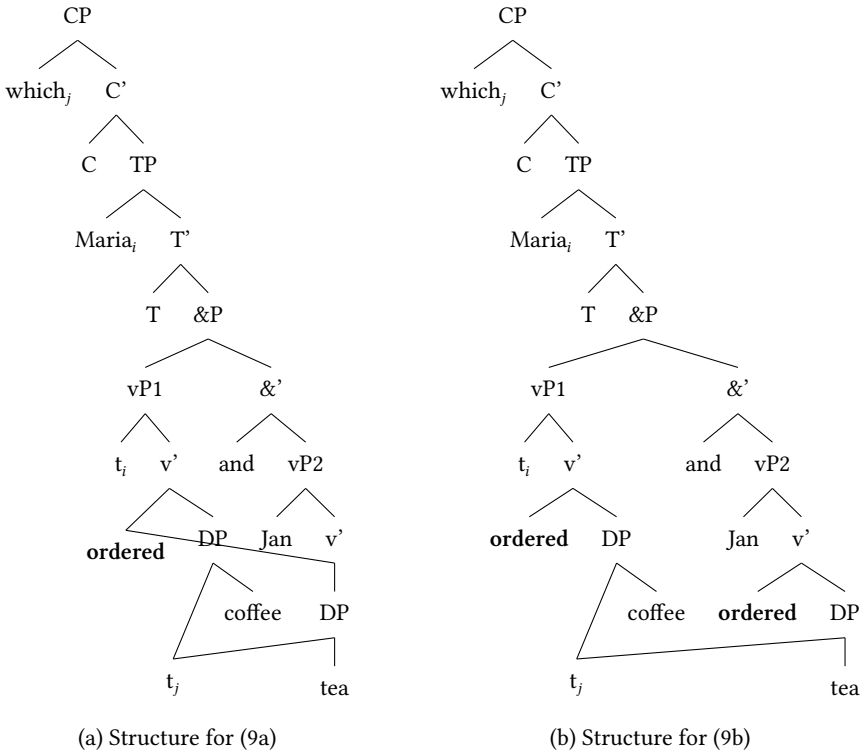 CP CP
which_j C’ which_j C’
C TP C TP
Maria_i T’ Maria_i T’
T &P T &P
vP1 &’ vP1 &’
t_i v’ and vP2 t_i v’ and vP2
ordered DP Jan v’ ordered DP Jan v’
coffee DP coffee ordered DP
t_j tea t_j tea
(a) Structure for (9a) (b) Structure for (9b)